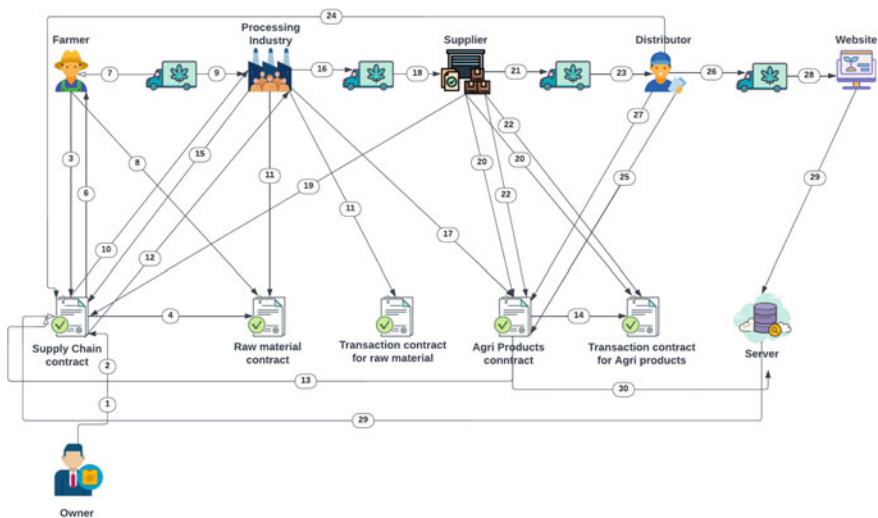 24
Farmer
Processing
Industry
Supplier
Distributor
Website
7
9
16
18
21
23
26
28
3
6
8
15
11
12
10
19
11
20
22
22
20
27
25
17
29
4
14
Supply Chain
contract
Raw material
contract
Transaction contract
for raw material
Agri Products
conntract
Transaction contract
for Agri products
Server
2
13
30
1
29
Owner